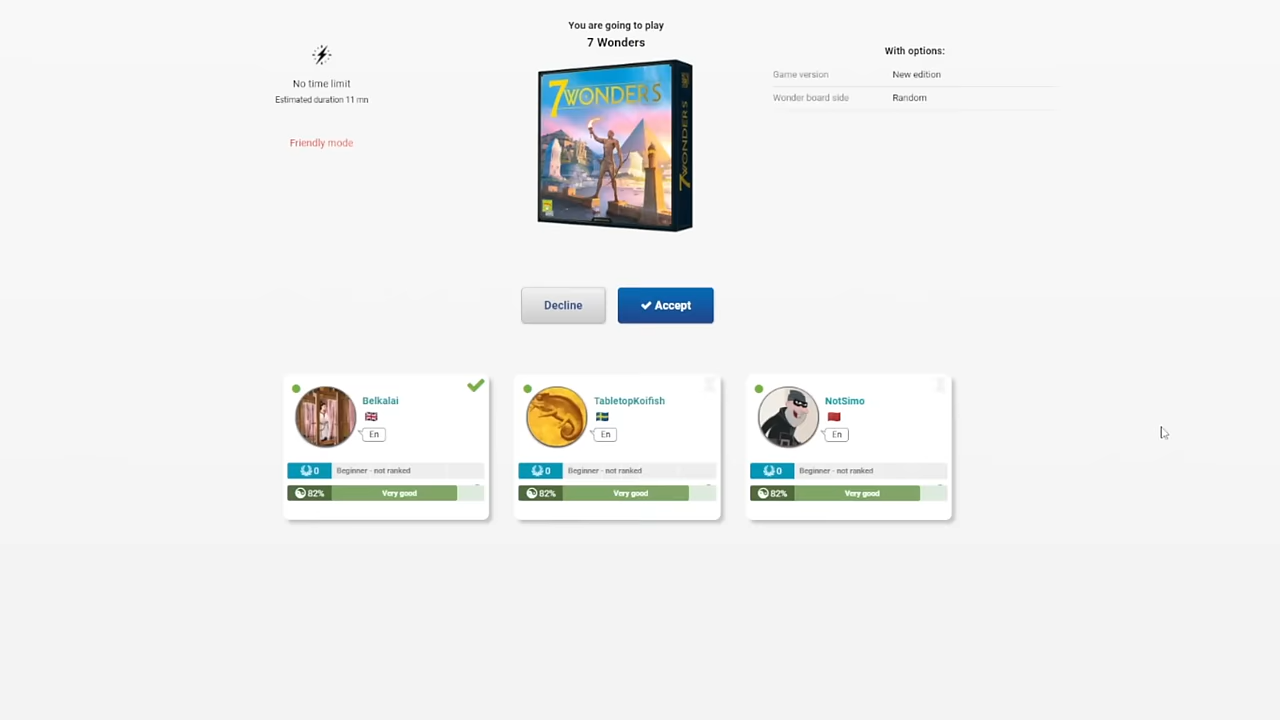 You are going to play
7 Wonders
No time limit
Estimated duration 11 mn
Friendly mode
7WONDERS
7WONDERS
With options:
Game version New edition
Wonder board side Random
Decline
Accept
Belkalai
En
0 Beginner - not ranked
82% Very good
TabletopKoifish
En
0 Beginner - not ranked
82% Very good
NotSimo
En
0 Beginner - not ranked
82% Very good